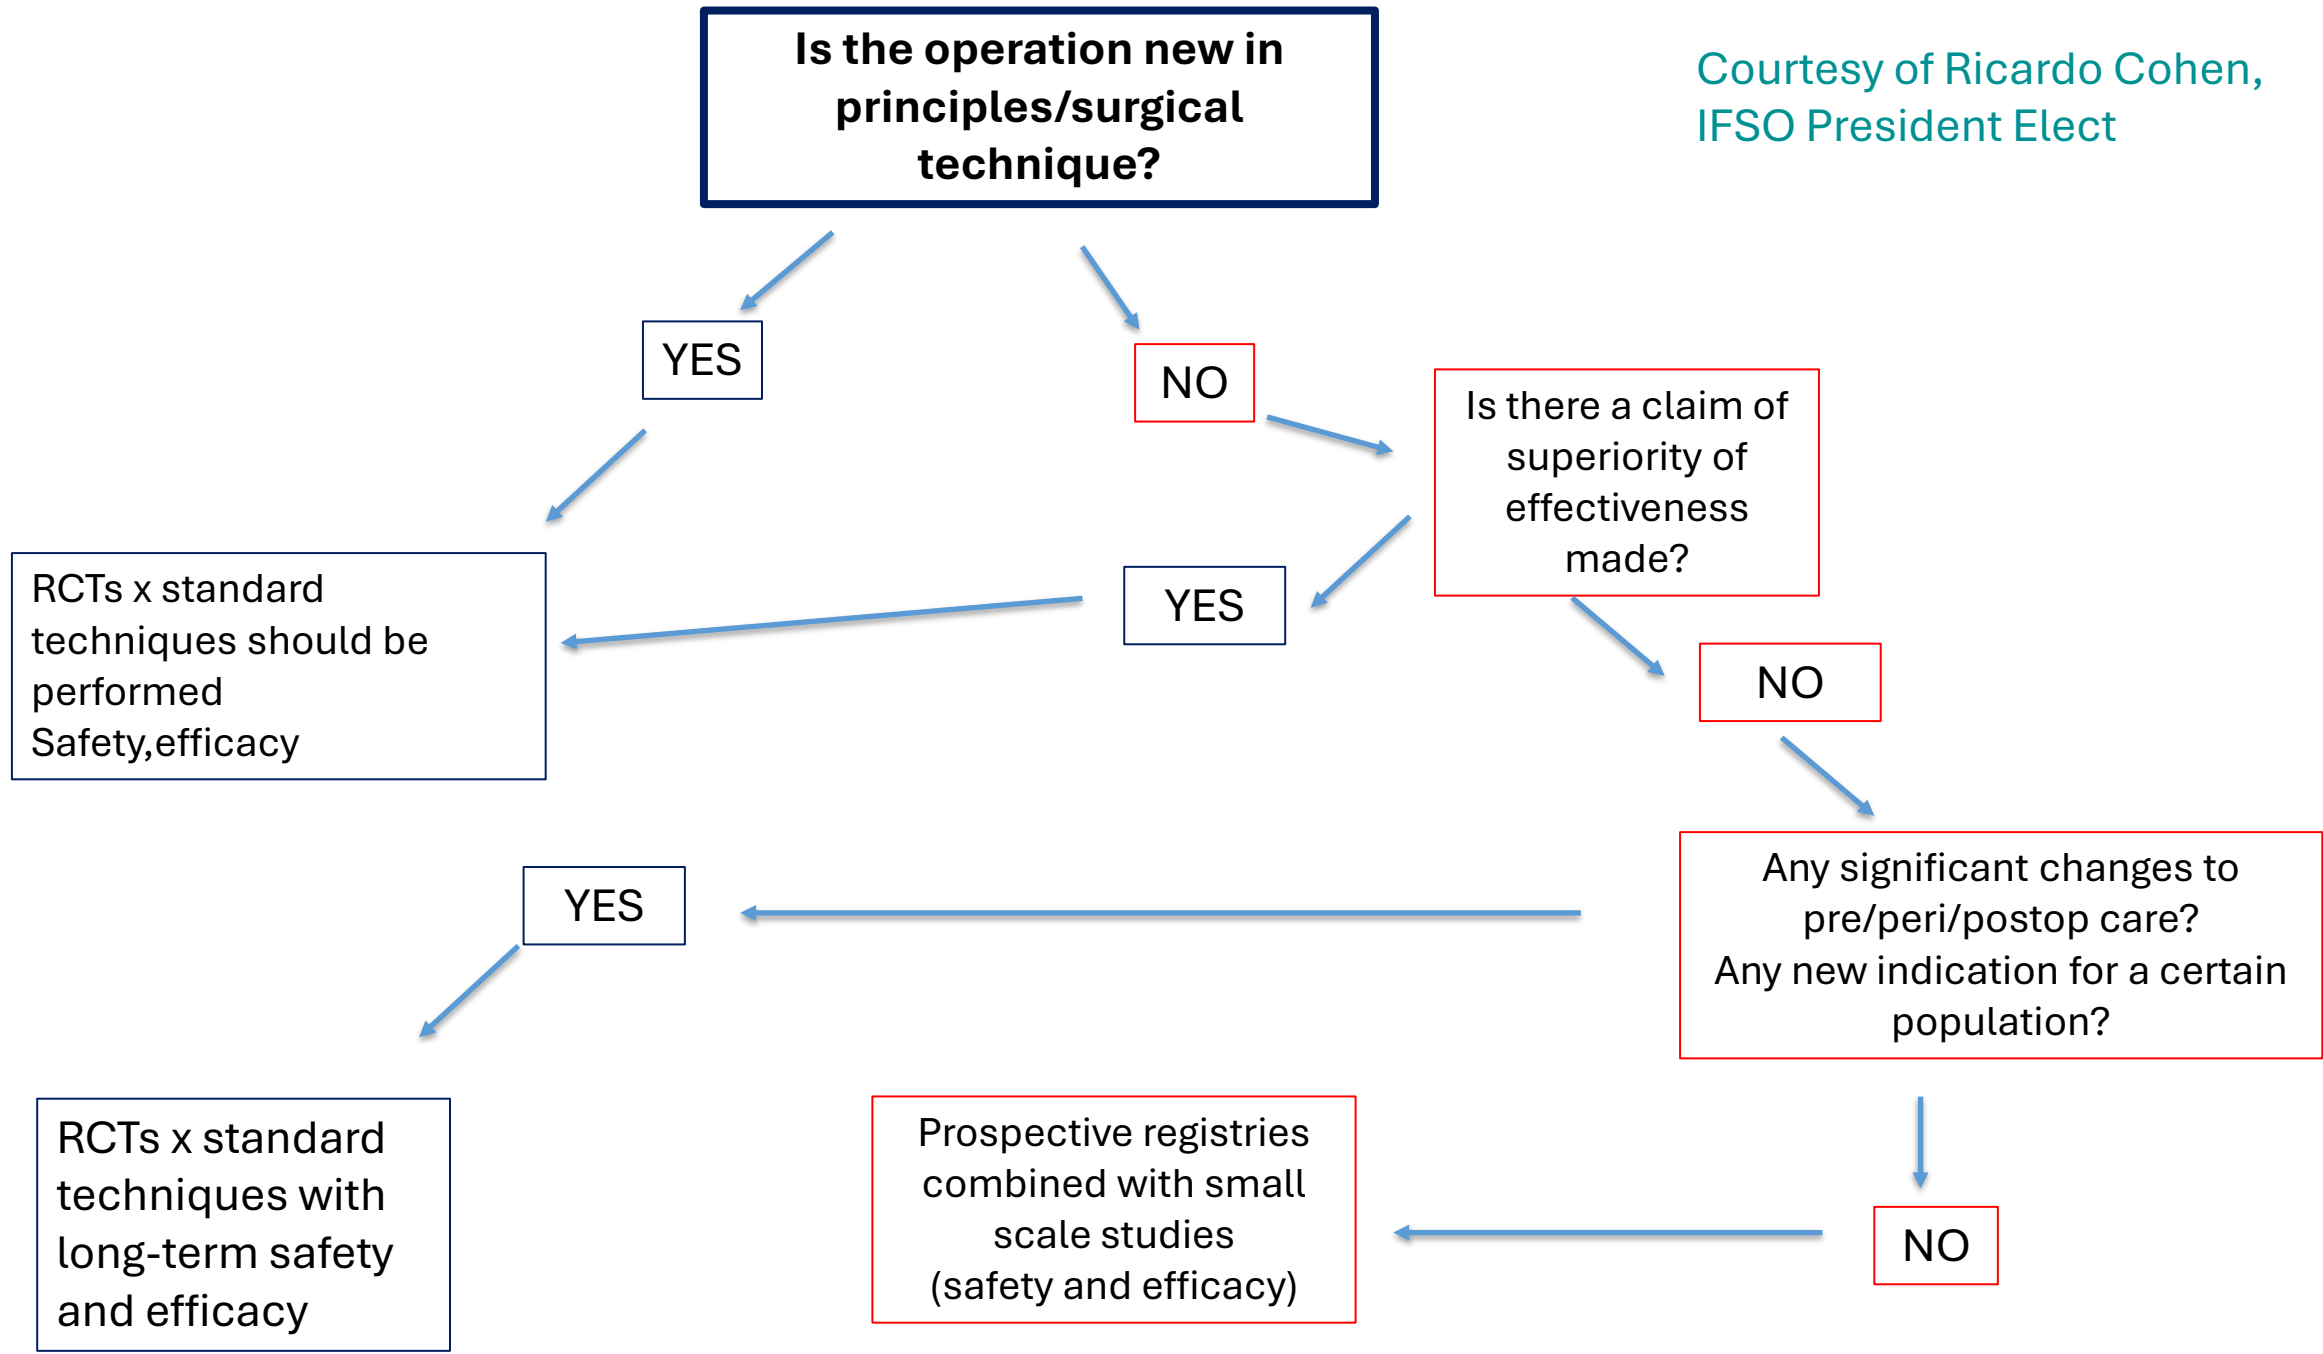 Is the operation new in
principles/surgical
technique?
Courtesy of Ricardo Cohen,
IFSO President Elect
YES
NO
Is there a claim of
superiority of
effectiveness
made?
RCTs x standard
techniques should be
performed
Safety,efficacy
YES
NO
YES
Any significant changes to
pre/peri/postop care?
Any new indication for a certain
population?
RCTs x standard
techniques with
long-term safety
and efficacy
Prospective registries
combined with small
scale studies
(safety and efficacy)
NO